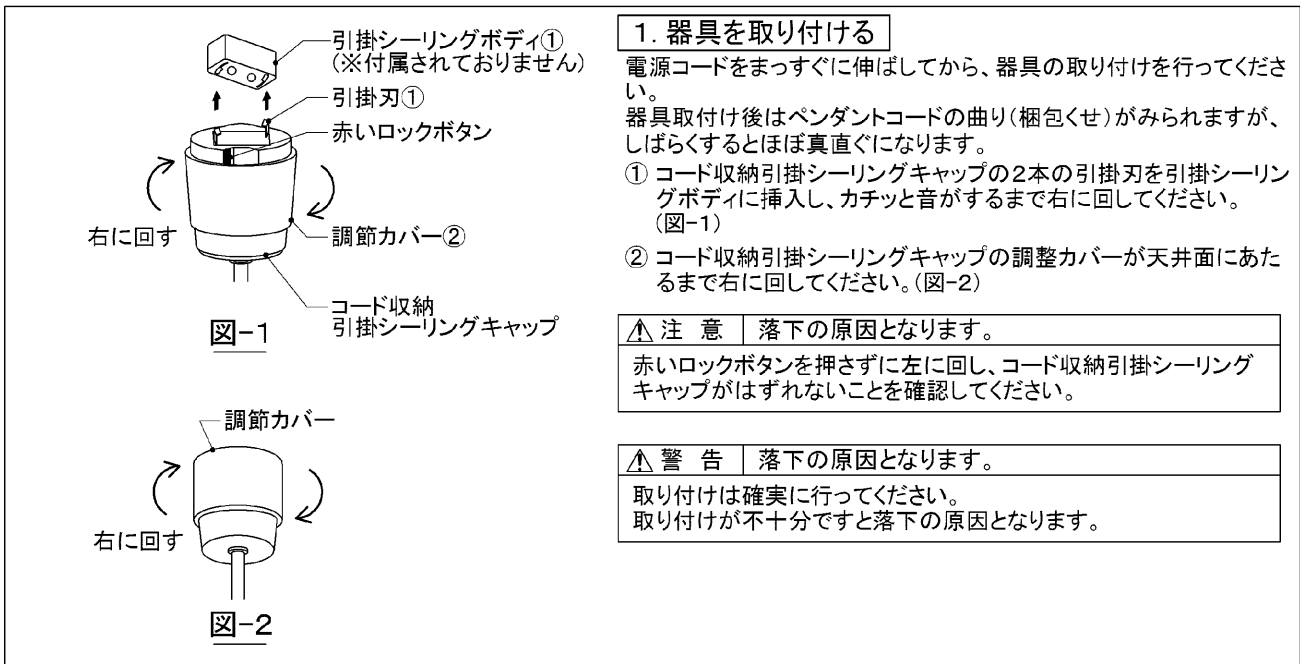 引掛シーリングボディ①
(※付属されておりません)
引掛刃①
赤いロックボタン
右に回す
調節カバー②
コード収納
引掛シーリングキャップ
図-1
調節カバー
右に回す
図-2
1. 器具を取り付ける
電源コードをまっすぐに伸ばしてから、器具の取り付けを行ってくださ
い。
器具取付け後はペンダントコードの曲り(梱包くせ)がみられますが、
しばらくするとほぼ真直ぐになります。
① コード収納引掛シーリングキャップの2本の引掛刃を引掛シーリン
グボディに挿入し、カチッと音がするまで右に回してください。
(図-1)
② コード収納引掛シーリングキャップの調整カバーが天井面にあた
るまで右に回してください。(図-2)
⚠ 注 意 落下の原因となります。
赤いロックボタンを押さずに左に回し、コード収納引掛シーリング
キャップがはずれないことを確認してください。
⚠ 警 告 落下の原因となります。
取り付けは確実に行ってください。
取り付けが不十分ですと落下の原因となります。